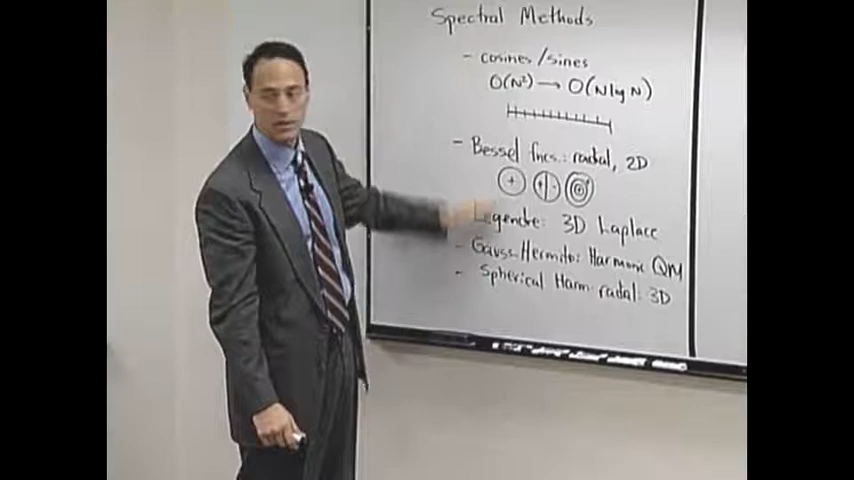 Spectral Methods
- cosines/sines
O(N²) → O(N lg N)
- Bessel fncs.: radial, 2D
+ + - +
Legendre: 3D Laplace
- Gauss-Hermite: Harmonic QM
- Spherical Harm radial: 3D